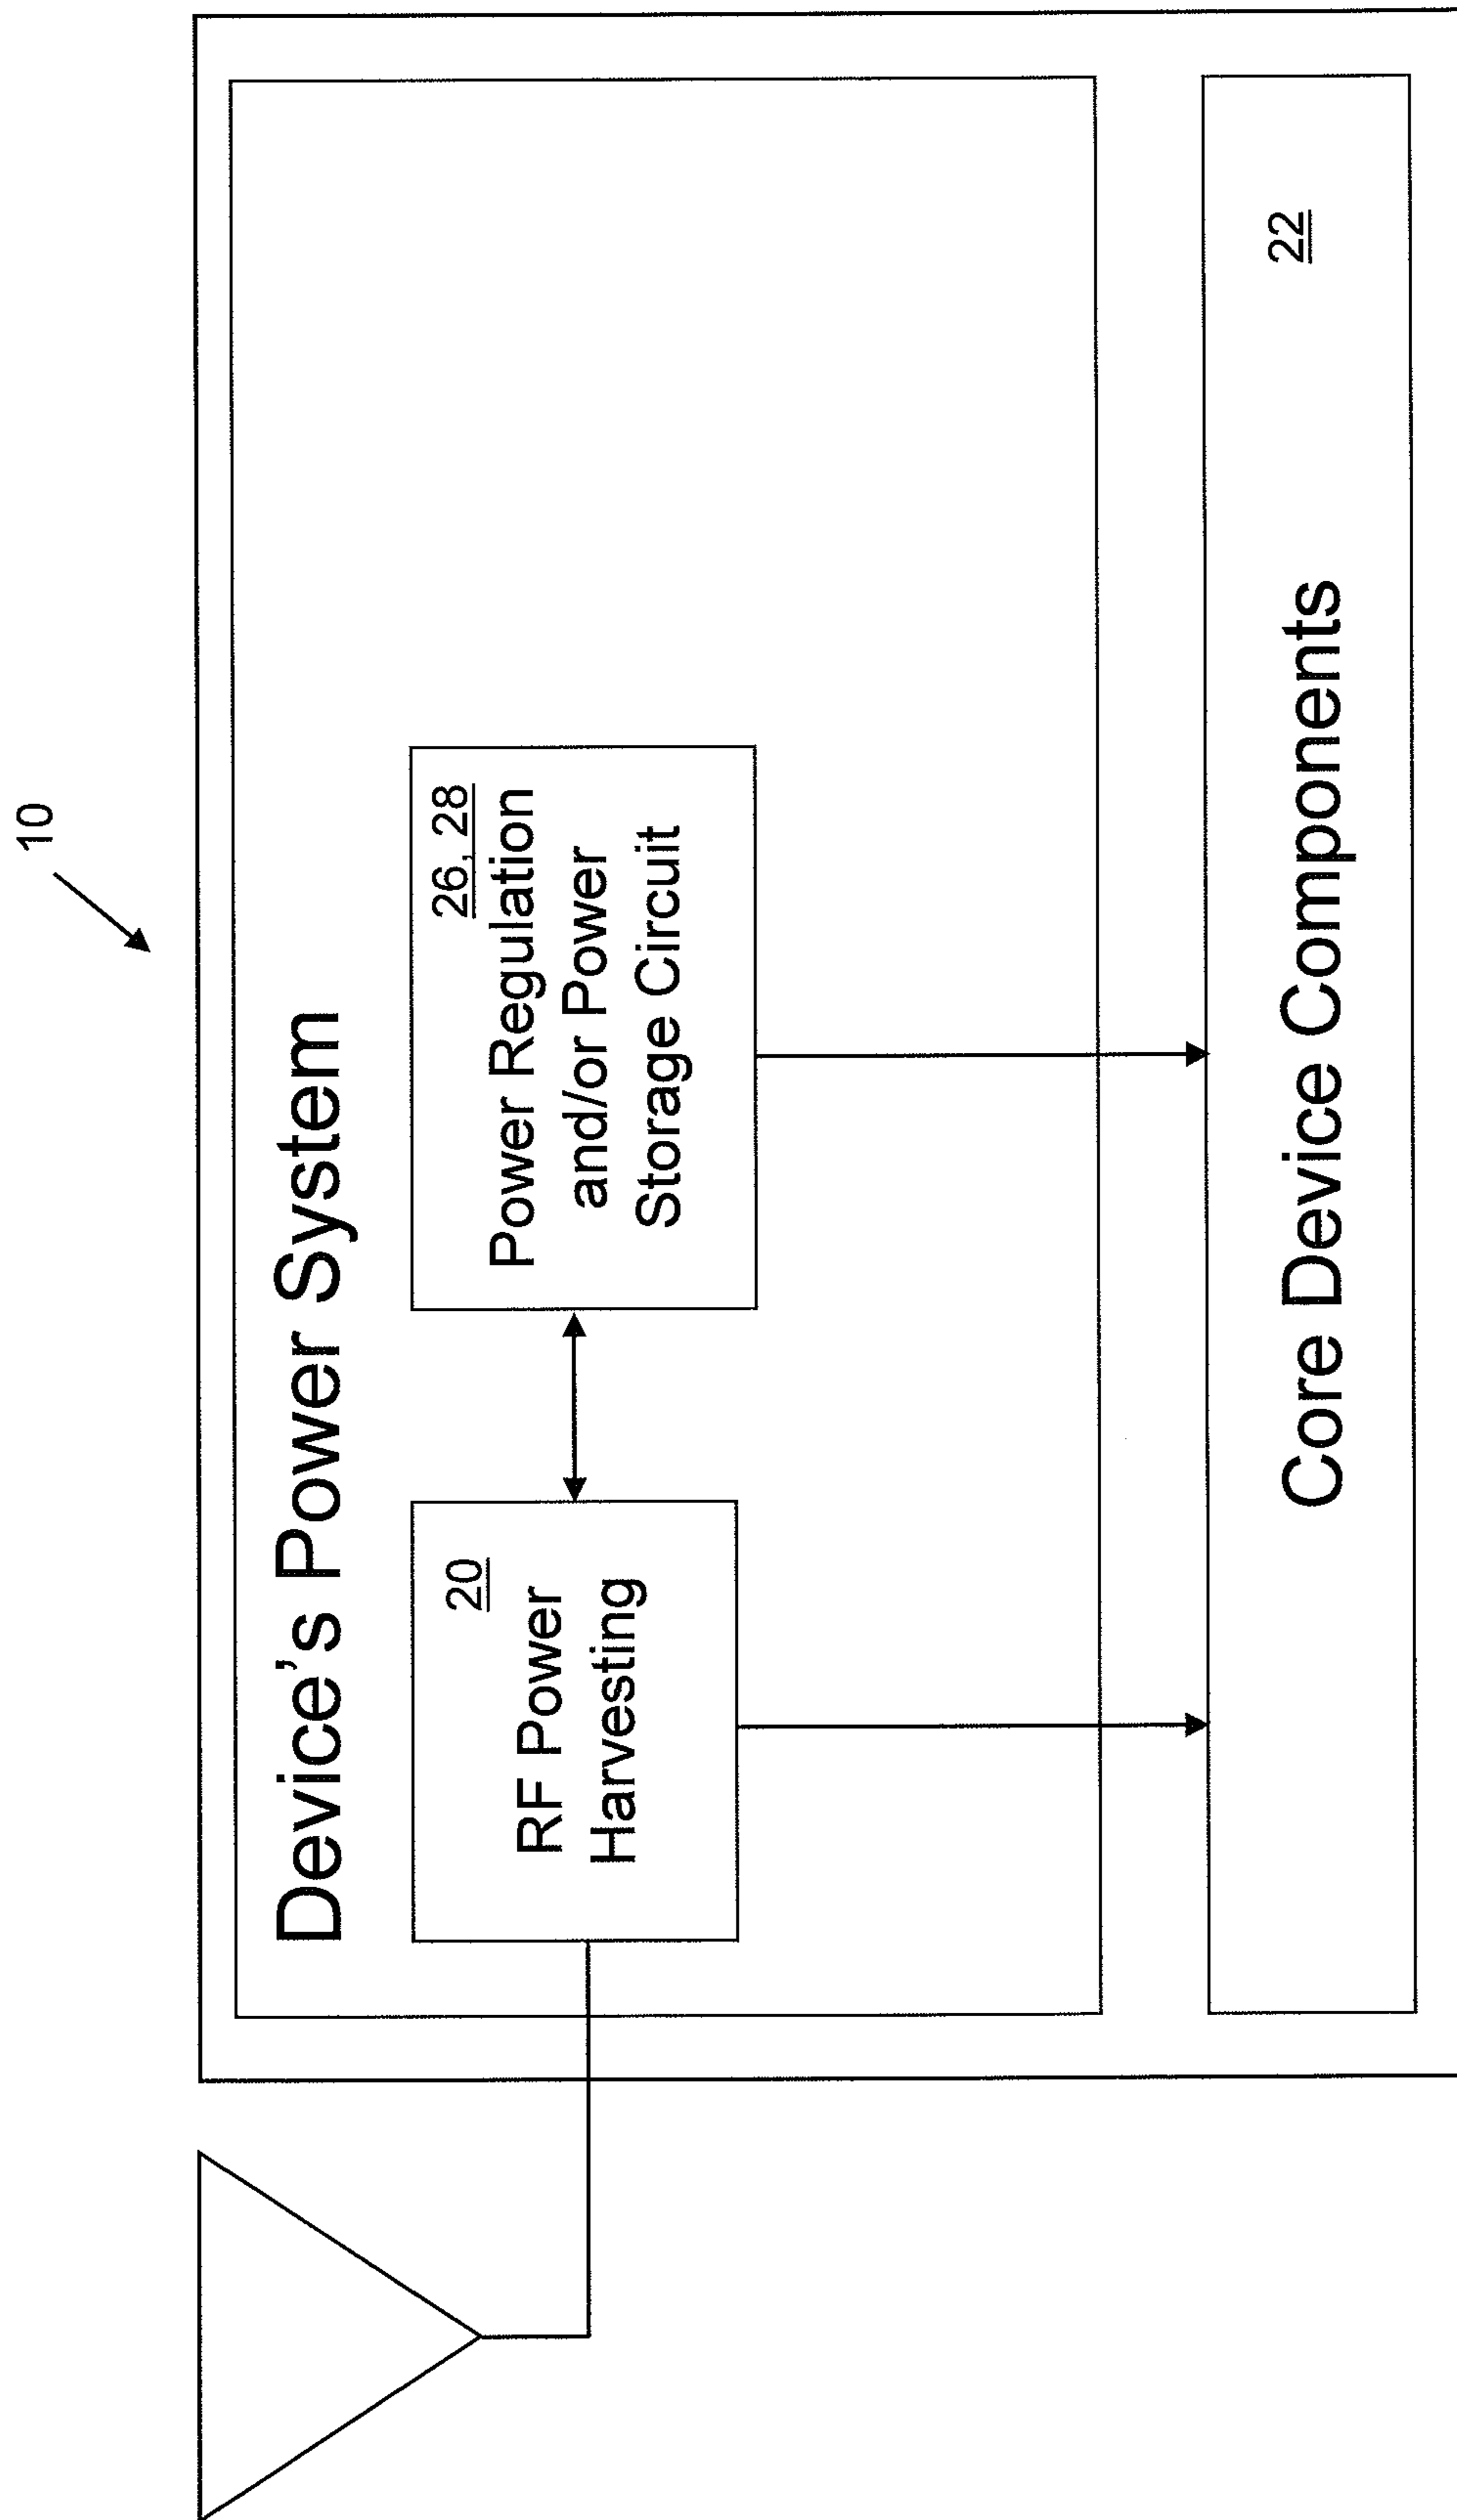 10
Device's Power System
20
RF Power
Harvesting
26, 28
Power Regulation
and/or Power
Storage Circuit
22
Core Device Components